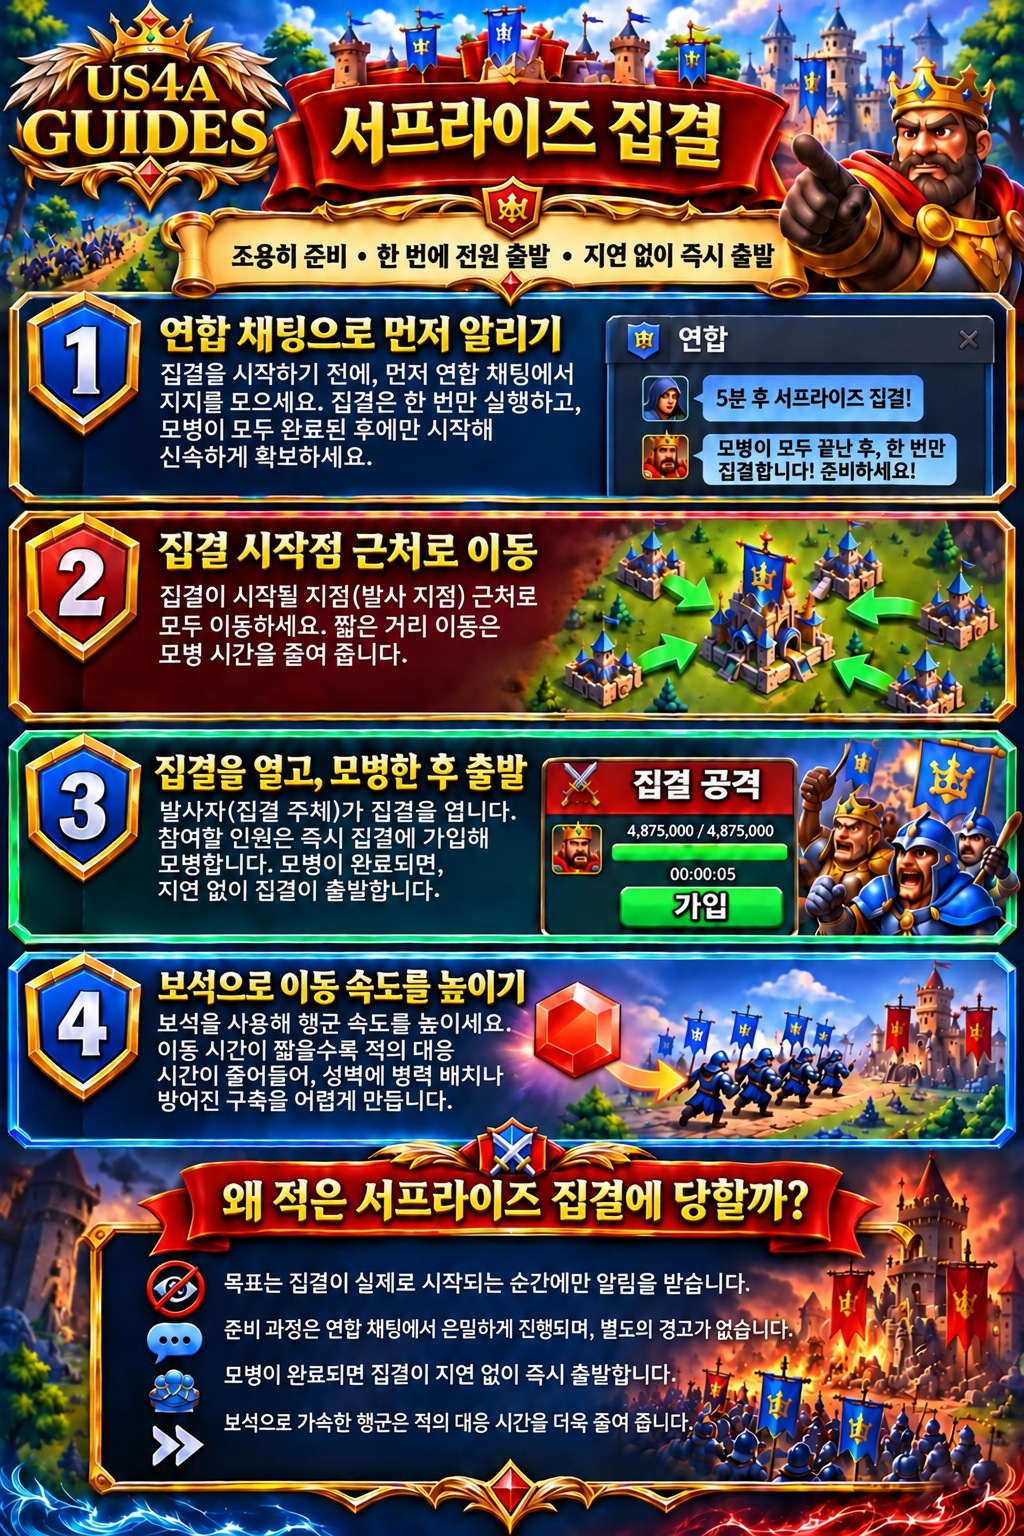 US4A
GUIDES
서프라이즈 집결
조용히 준비 • 한 번에 전원 출발 • 지연 없이 즉시 출발
1
연합 채팅으로 먼저 알리기
집결을 시작하기 전에, 먼저 연합 채팅에서
지지를 모으세요. 집결은 한 번만 실행하고,
모병이 모두 완료된 후에만 시작해
신속하게 확보하세요.
연합
5분 후 서프라이즈 집결!
모병이 모두 끝난 후, 한 번만
집결합니다! 준비하세요!
2
집결 시작점 근처로 이동
집결이 시작될 지점(발사 지점) 근처로
모두 이동하세요. 짧은 거리 이동은
모병 시간을 줄여 줍니다.
3
집결을 열고, 모병한 후 출발
발사자(집결 주체)가 집결을 엽니다.
참여할 인원은 즉시 집결에 가입해
모병합니다. 모병이 완료되면,
지연 없이 집결이 출발합니다.
집결 공격
4,875,000 / 4,875,000
00:00:05
가입
4
보석으로 이동 속도를 높이기
보석을 사용해 행군 속도를 높이세요.
이동 시간이 짧을수록 적의 대응
시간이 줄어들어, 성벽에 병력 배치나
방어진 구축을 어렵게 만듭니다.
왜 적은 서프라이즈 집결에 당할까?
목표는 집결이 실제로 시작되는 순간에만 알림을 받습니다.
준비 과정은 연합 채팅에서 은밀하게 진행되며, 별도의 경고가 없습니다.
모병이 완료되면 집결이 지연 없이 즉시 출발합니다.
보석으로 가속한 행군은 적의 대응 시간을 더욱 줄여 줍니다.